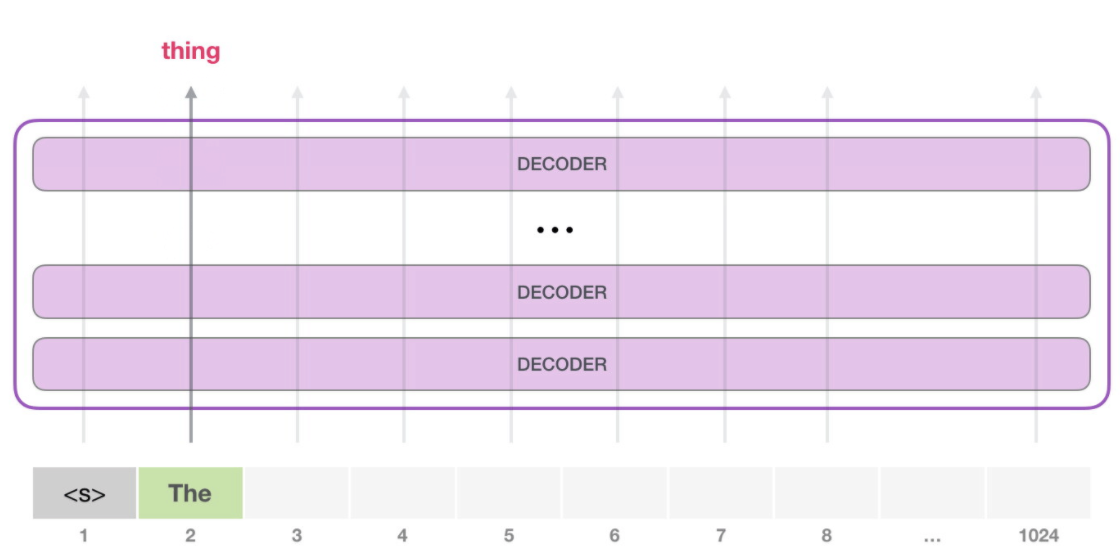 thing
DECODER
...
DECODER
DECODER
<s> The
1 2 3 4 5 6 7 8 ... 1024